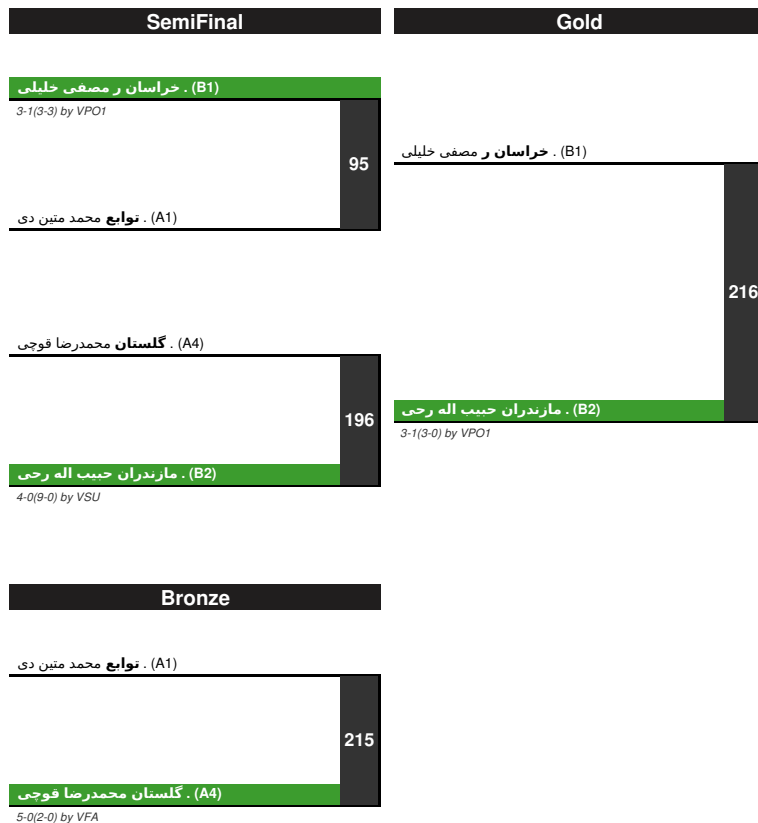 SemiFinal
(B1) . خراسان ر مصفی خلیلی
3-1(3-3) by VPO1
95
(A1) . توابع محمد متین دی
(A4) . گلستان محمدرضا قوچی
196
(B2) . مازندران حبیب اله رحی
4-0(9-0) by VSU
Gold
(B1) . خراسان ر مصفی خلیلی
216
(B2) . مازندران حبیب اله رحی
3-1(3-0) by VPO1
Bronze
(A1) . توابع محمد متین دی
215
(A4) . گلستان محمدرضا قوچی
5-0(2-0) by VFA